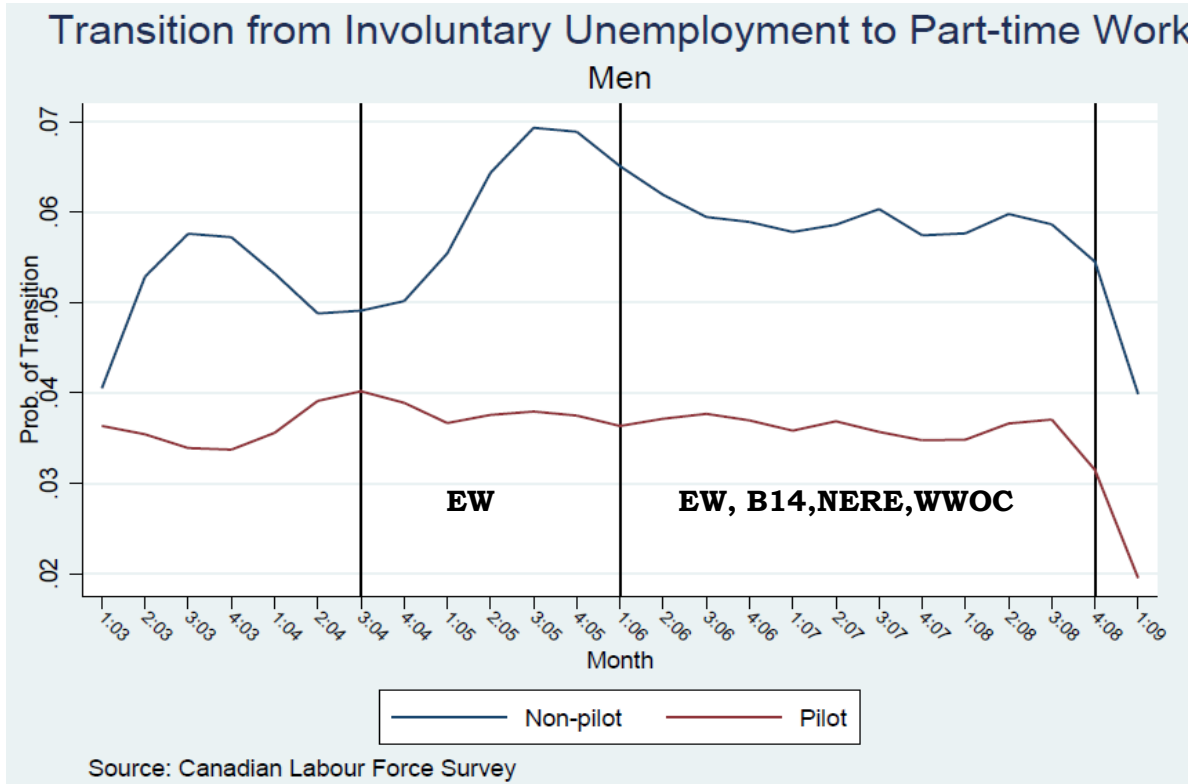 Transition from Involuntary Unemployment to Part-time Work
Men
Prob. of Transition
.07
.06
.05
.04
.03
.02
EW
EW, B14,NERE,WWOC
1:03 2:03 3:03 4:03 1:04 2:04 3:04 4:04 1:05 2:05 3:05 4:05 1:06 2:06 3:06 4:06 1:07 2:07 3:07 4:07 1:08 2:08 3:08 4:08 1:09
Month
Non-pilot Pilot
Source: Canadian Labour Force Survey